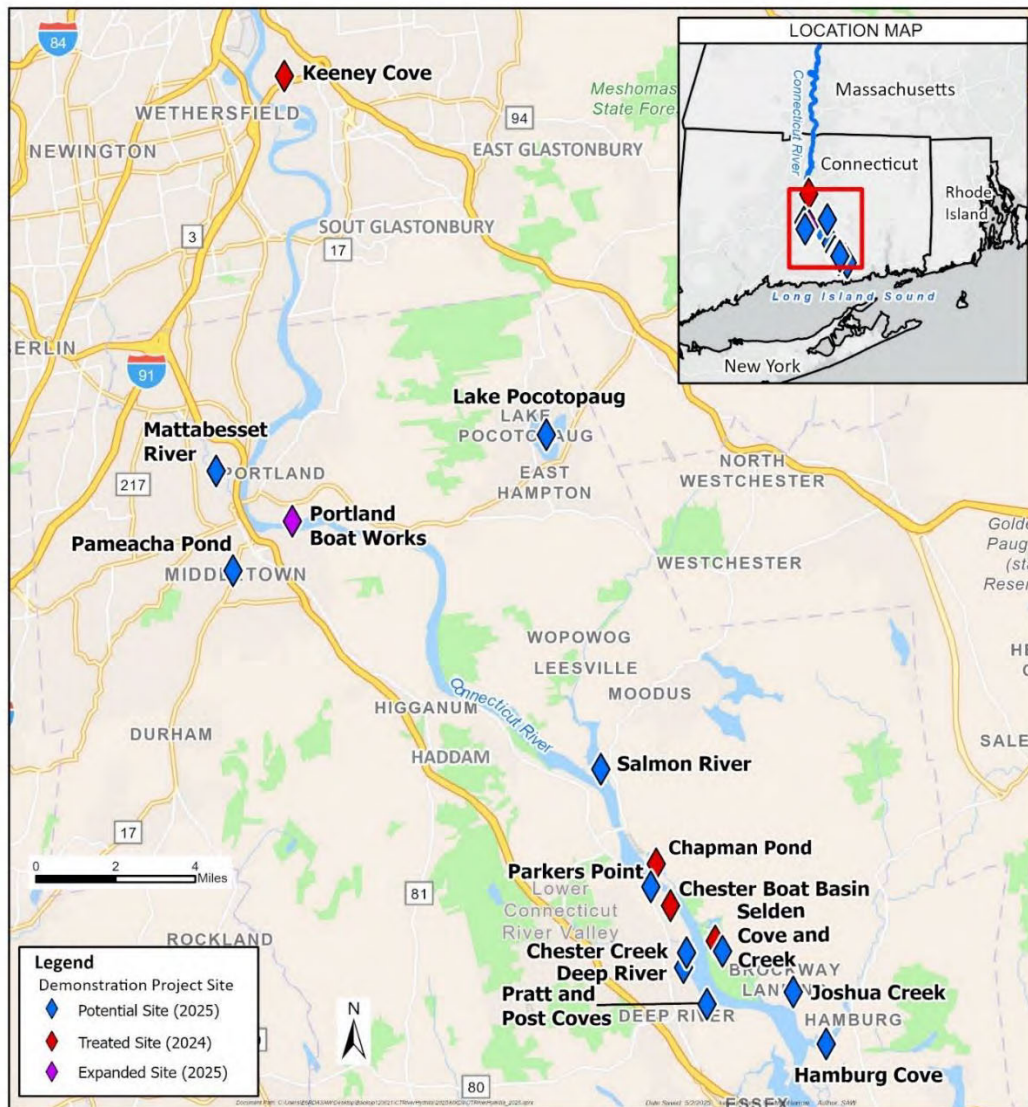 LOCATION MAP
Massachusetts
Connecticut River
Connecticut
Rhode
Island
Long Island Sound
New York
84
Keeney Cove
WETHERSFIELD
Meshomas
State Fore
94
NEWINGTON
EAST GLASTONBURY
3
SOUT GLASTONBURY
17
BERLIN
91
Lake Pocotopaug
LAKE
POCOTOPAUG
Mattabesset
River
PORTLAND
EAST
HAMPTON
NORTH
WESTCHESTER
217
Portland
Boat Works
Golde
Paug
(sta
Reser
Pameacha Pond
MIDDLETOWN
WESTCHESTER
WOPOWOG
LEESVILLE
MOODUS
Connecticut River
HIGGANUM
DURHAM
HADDAM
SALE
Salmon River
17
0 2 4
Miles
Chapman Pond
Parkers Point
81
Lower
Connecticut
River Valley
Chester Boat Basin
Selden
Cove and
Creek
ROCKLAND
Chester Creek
Deep River
BROCKWAY
Joshua Creek
Pratt and
Post Coves
DEEP RIVER
HAMBURG
Hamburg Cove
N
80
ESSEX
Legend
Demonstration Project Site
Potential Site (2025)
Treated Site (2024)
Expanded Site (2025)